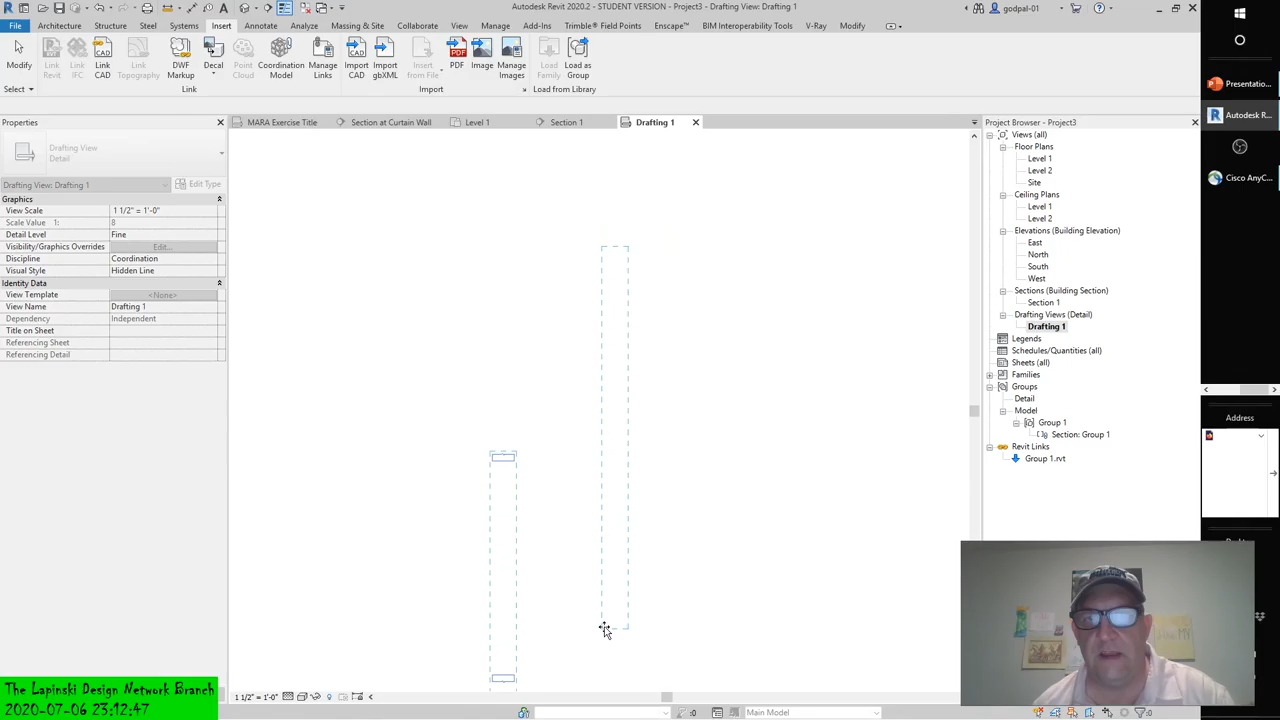 Autodesk Revit 2020.2 - STUDENT VERSION - Project3 - Drafting View: Drafting 1
godpal-01
File Architecture Structure Steel Systems Insert Annotate Analyze Massing & Site Collaborate View Manage Add-Ins Trimble® Field Points Enscape™ BIM Interoperability Tools V-Ray Modify
Modify
Link Revit
Link IFC
Link CAD
Link Topography
DWF Markup
Decal
Point Cloud
Coordination Model
Manage Links
Import CAD
Import gbXML
Insert from File
PDF
Image
Manage Images
Load Family
Load as Group
Select Link Import Load from Library
Properties
MARA Exercise Title
Section at Curtain Wall
Level 1
Section 1
Drafting 1
Project Browser - Project3
Drafting View
Detail
Drafting View: Drafting 1
Edit Type
Graphics
View Scale 1 1/2" = 1'-0"
Scale Value 1: 8
Detail Level Fine
Visibility/Graphics Overrides Edit...
Discipline Coordination
Visual Style Hidden Line
Identity Data
View Template <None>
View Name Drafting 1
Dependency Independent
Title on Sheet
Referencing Sheet
Referencing Detail
Views (all)
Floor Plans
Level 1
Level 2
Site
Ceiling Plans
Level 1
Level 2
Elevations (Building Elevation)
East
North
South
West
Sections (Building Section)
Section 1
Drafting Views (Detail)
Drafting 1
Legends
Schedules/Quantities (all)
Sheets (all)
Families
Groups
Detail
Model
Group 1
Section: Group 1
Revit Links
Group 1.rvt
Presentatio...
Autodesk R...
Cisco AnyC...
Address
The Lapinski Design Network Branch
2020-07-06 23:12:47
1 1/2" = 1'-0"
:0
Main Model
:0